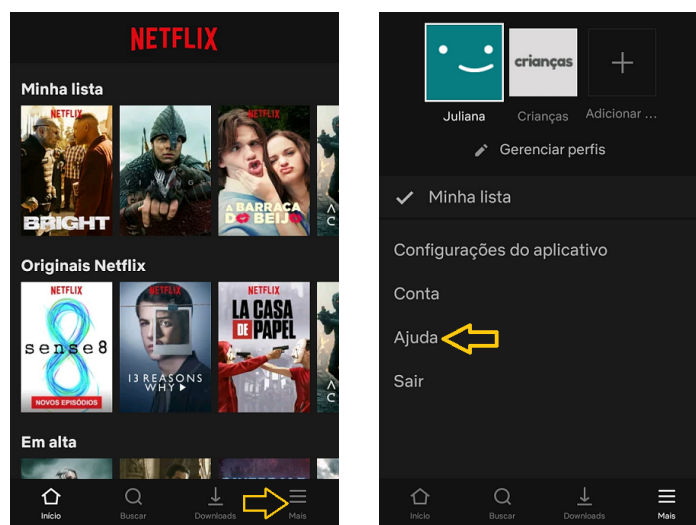 NETFLIX
Minha lista
NETFLIX
BRIGHT
VIKINGS
NETFLIX
A BARRACA
DO BEIJO
Originais Netflix
NETFLIX
sense8
NOVOS EPISÓDIOS
NETFLIX
13 REASONS
WHY
NETFLIX
LA CASA
DE PAPEL
Em alta
Início
Buscar
Downloads
Mais
crianças
Juliana
Crianças
Adicionar ...
Gerenciar perfis
Minha lista
Configurações do aplicativo
Conta
Ajuda
Sair
Início
Buscar
Downloads
Mais